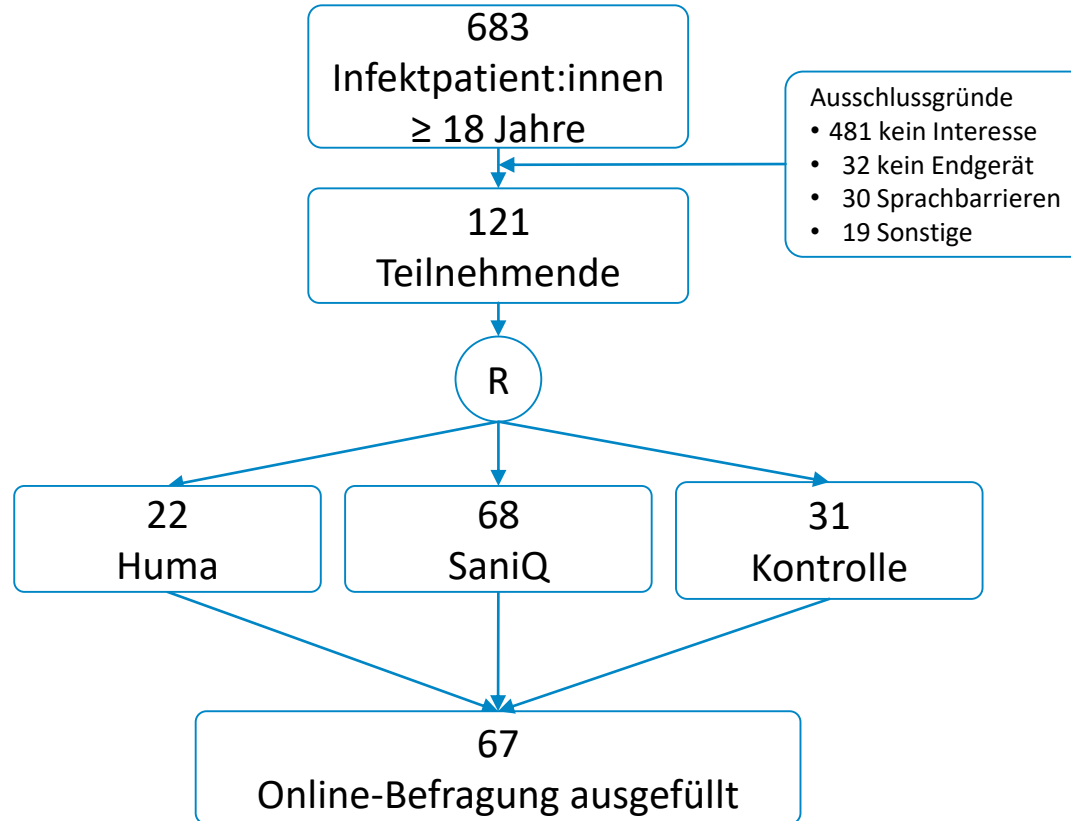 683
Infektpatient:innen
≥ 18 Jahre
Ausschlussgründe
• 481 kein Interesse
• 32 kein Endgerät
• 30 Sprachbarrieren
• 19 Sonstige
121
Teilnehmende
R
22
Huma
68
SaniQ
31
Kontrolle
67
Online-Befragung ausgefüllt